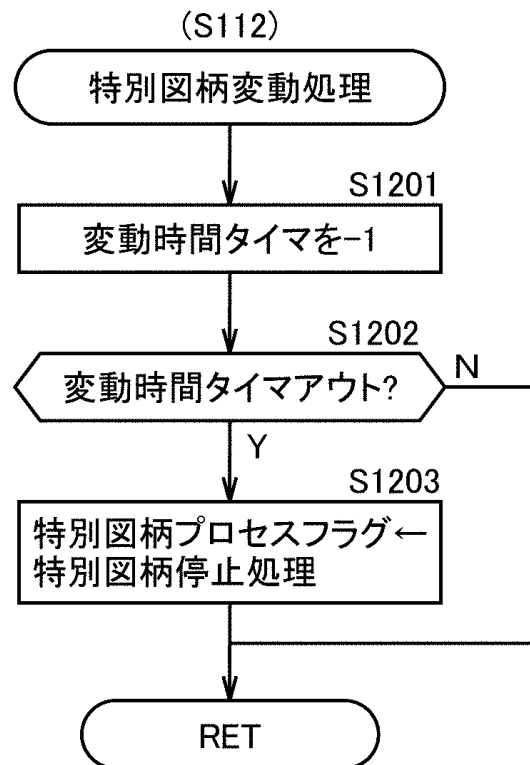 (S112)
特別図柄変動処理
S1201
変動時間タイマを-1
S1202
変動時間タイマアウト?
N
Y
S1203
特別図柄プロセスフラグ←
特別図柄停止処理
RET